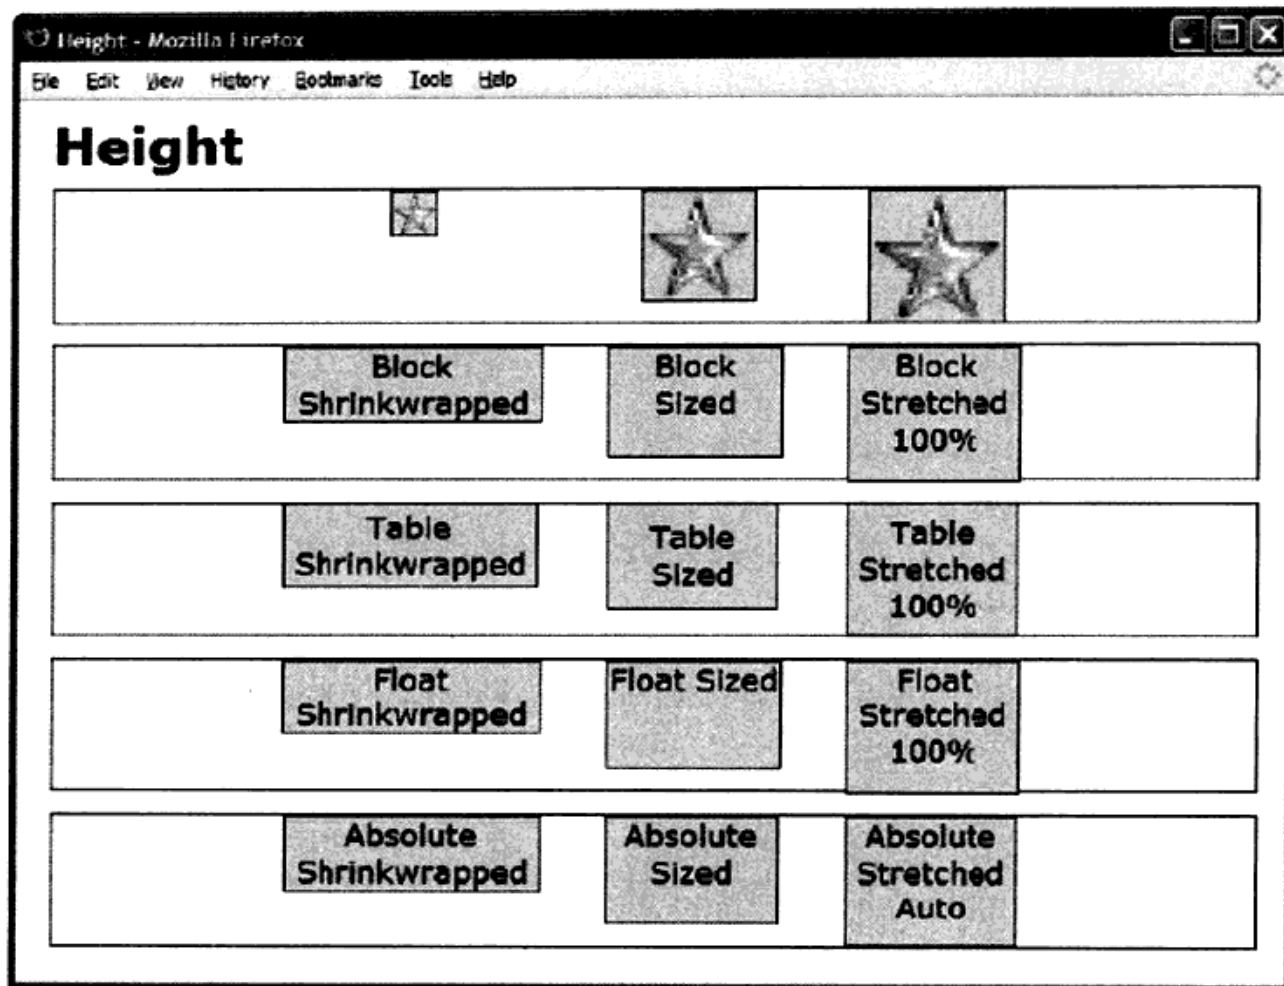 Height - Mozilla Firefox
File Edit View History Bookmarks Tools Help
Height
Block
Shrinkwrapped
Block
Sized
Block
Stretched
100%
Table
Shrinkwrapped
Table
Sized
Table
Stretched
100%
Float
Shrinkwrapped
Float Sized
Float
Stretched
100%
Absolute
Shrinkwrapped
Absolute
Sized
Absolute
Stretched
Auto